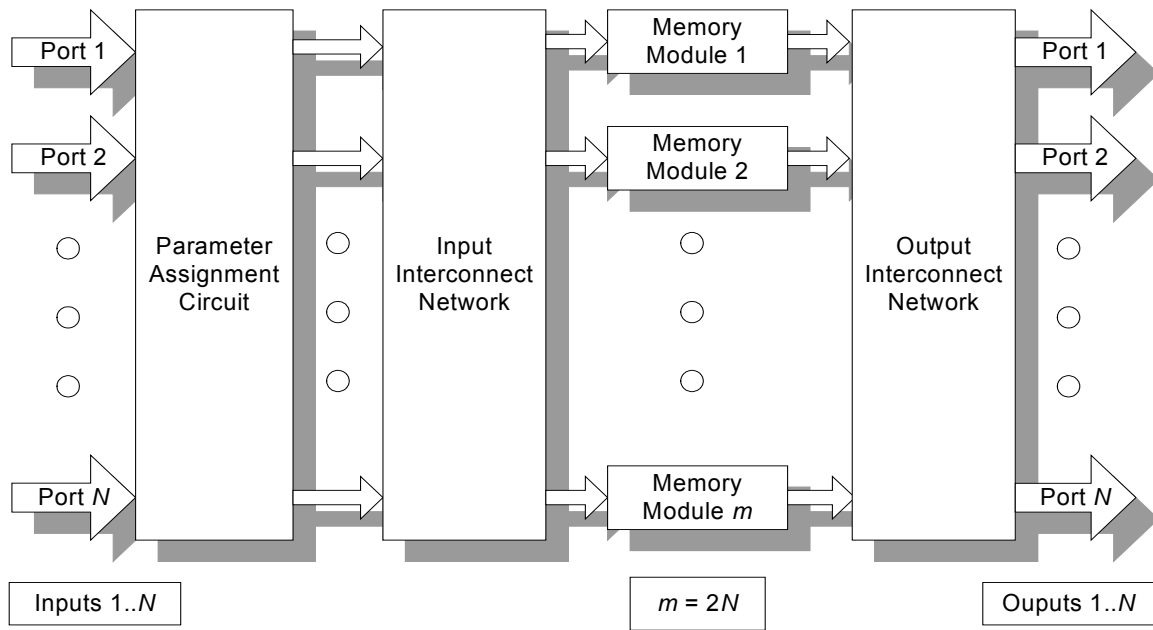 Port 1
Memory
Module 1
Port 1
Port 2
Memory
Module 2
Port 2
Parameter
Assignment
Circuit
Input
Interconnect
Network
Output
Interconnect
Network
Port N
Memory
Module m
Port N
Inputs 1..N
m = 2N
Ouputs 1..N